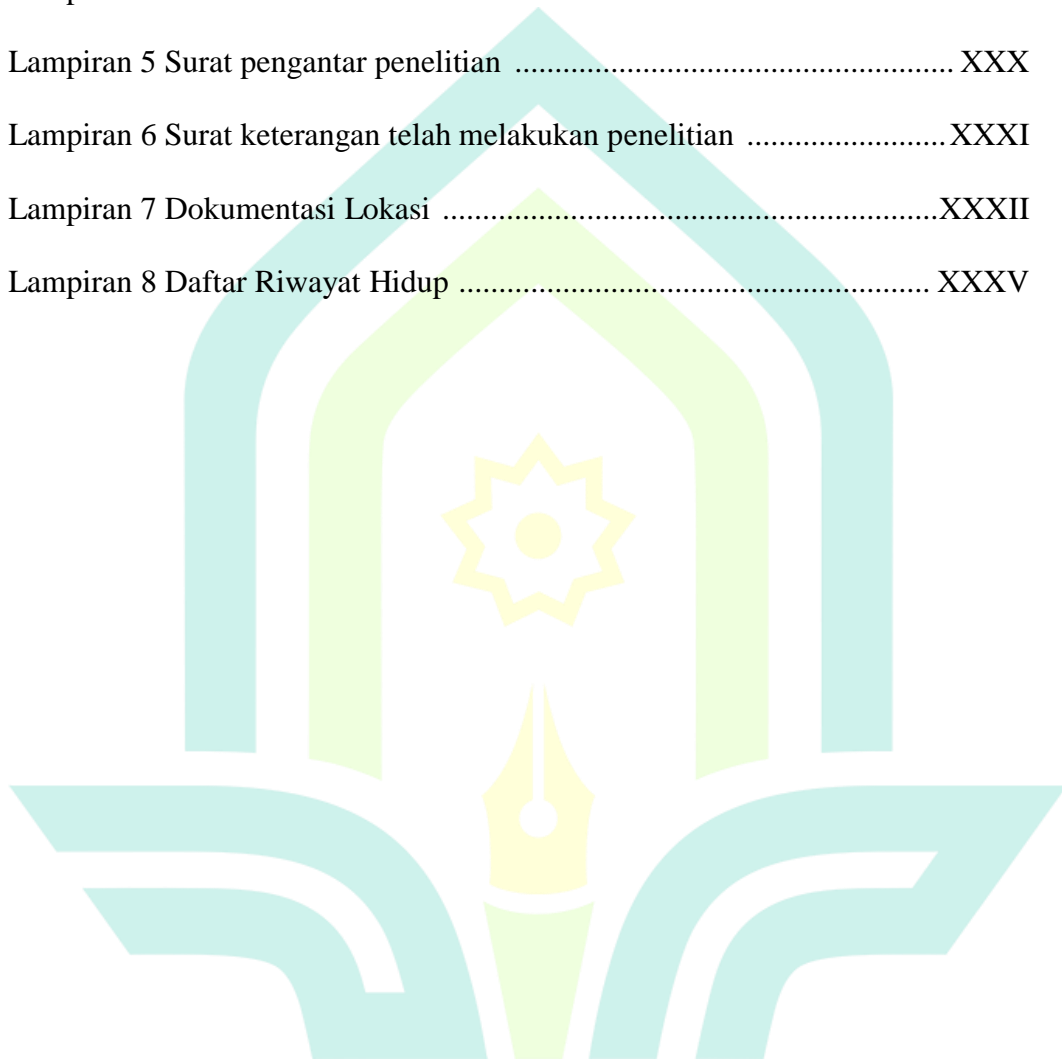 Lampiran 5 Surat pengantar penelitian ....................................................... XXX
Lampiran 6 Surat keterangan telah melakukan penelitian ......................... XXXI
Lampiran 7 Dokumentasi Lokasi ............................................................... XXXII
Lampiran 8 Daftar Riwayat Hidup ............................................................ XXXV